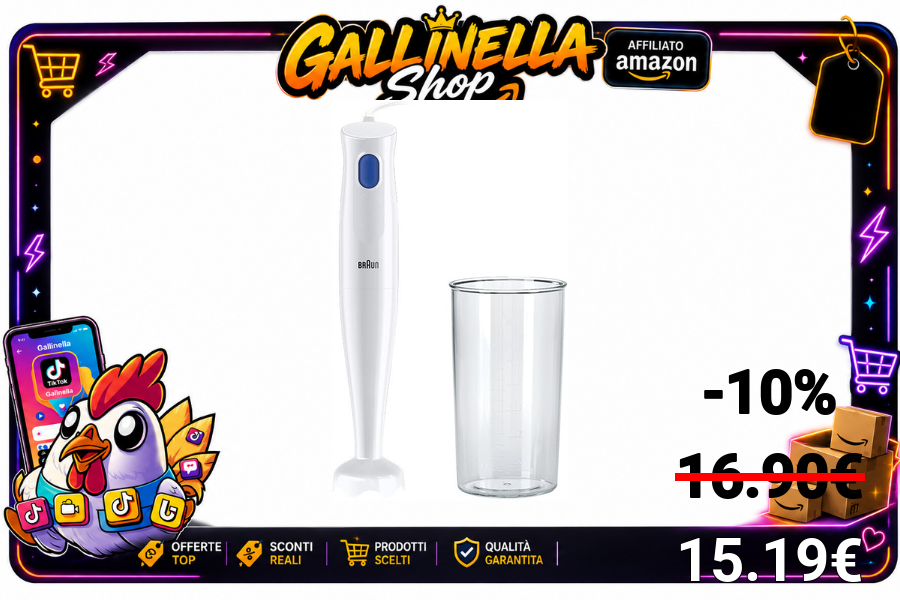 GALLINELLA
Shop
AFFILIATO
amazon
BRAUN
Gallinella
TikTok
Gallinella
-10%
16.90€
15.19€
OFFERTE
TOP
SCONTI
REALI
PRODOTTI
SCELTI
QUALITÀ
GARANTITA